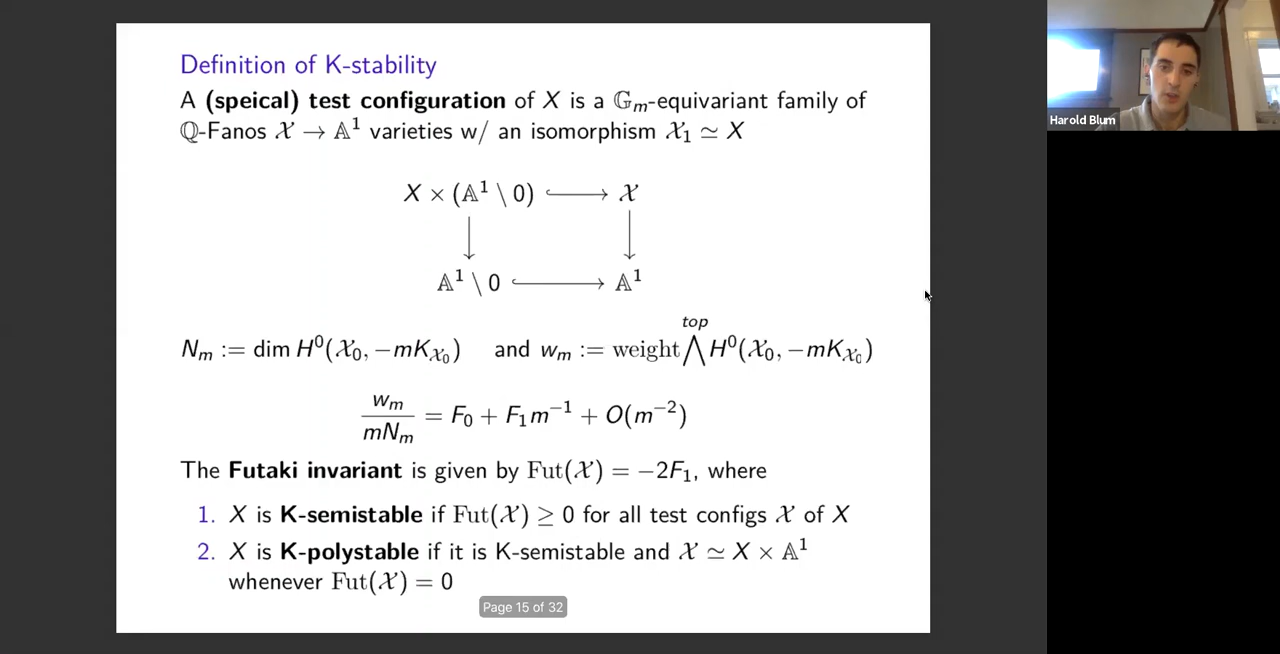 Definition of K-stability
A (speical) test configuration of X is a 𝔾ₘ-equivariant family of
ℚ-Fanos 𝒳 → 𝔸¹ varieties w/ an isomorphism 𝒳₁ ≃ X
X × (𝔸¹ \ 0) ↪ 𝒳
𝔸¹ \ 0 ↪ 𝔸¹
Nₘ := dim H⁰(𝒳₀, −mK_𝒳₀) and wₘ := weight ⋀^top H⁰(𝒳₀, −mK_𝒳₀)
wₘ / mNₘ = F₀ + F₁m⁻¹ + O(m⁻²)
The Futaki invariant is given by Fut(𝒳) = −2F₁, where
1. X is K-semistable if Fut(𝒳) ≥ 0 for all test configs 𝒳 of X
2. X is K-polystable if it is K-semistable and 𝒳 ≃ X × 𝔸¹
whenever Fut(𝒳) = 0
Page 15 of 32
Harold Blum